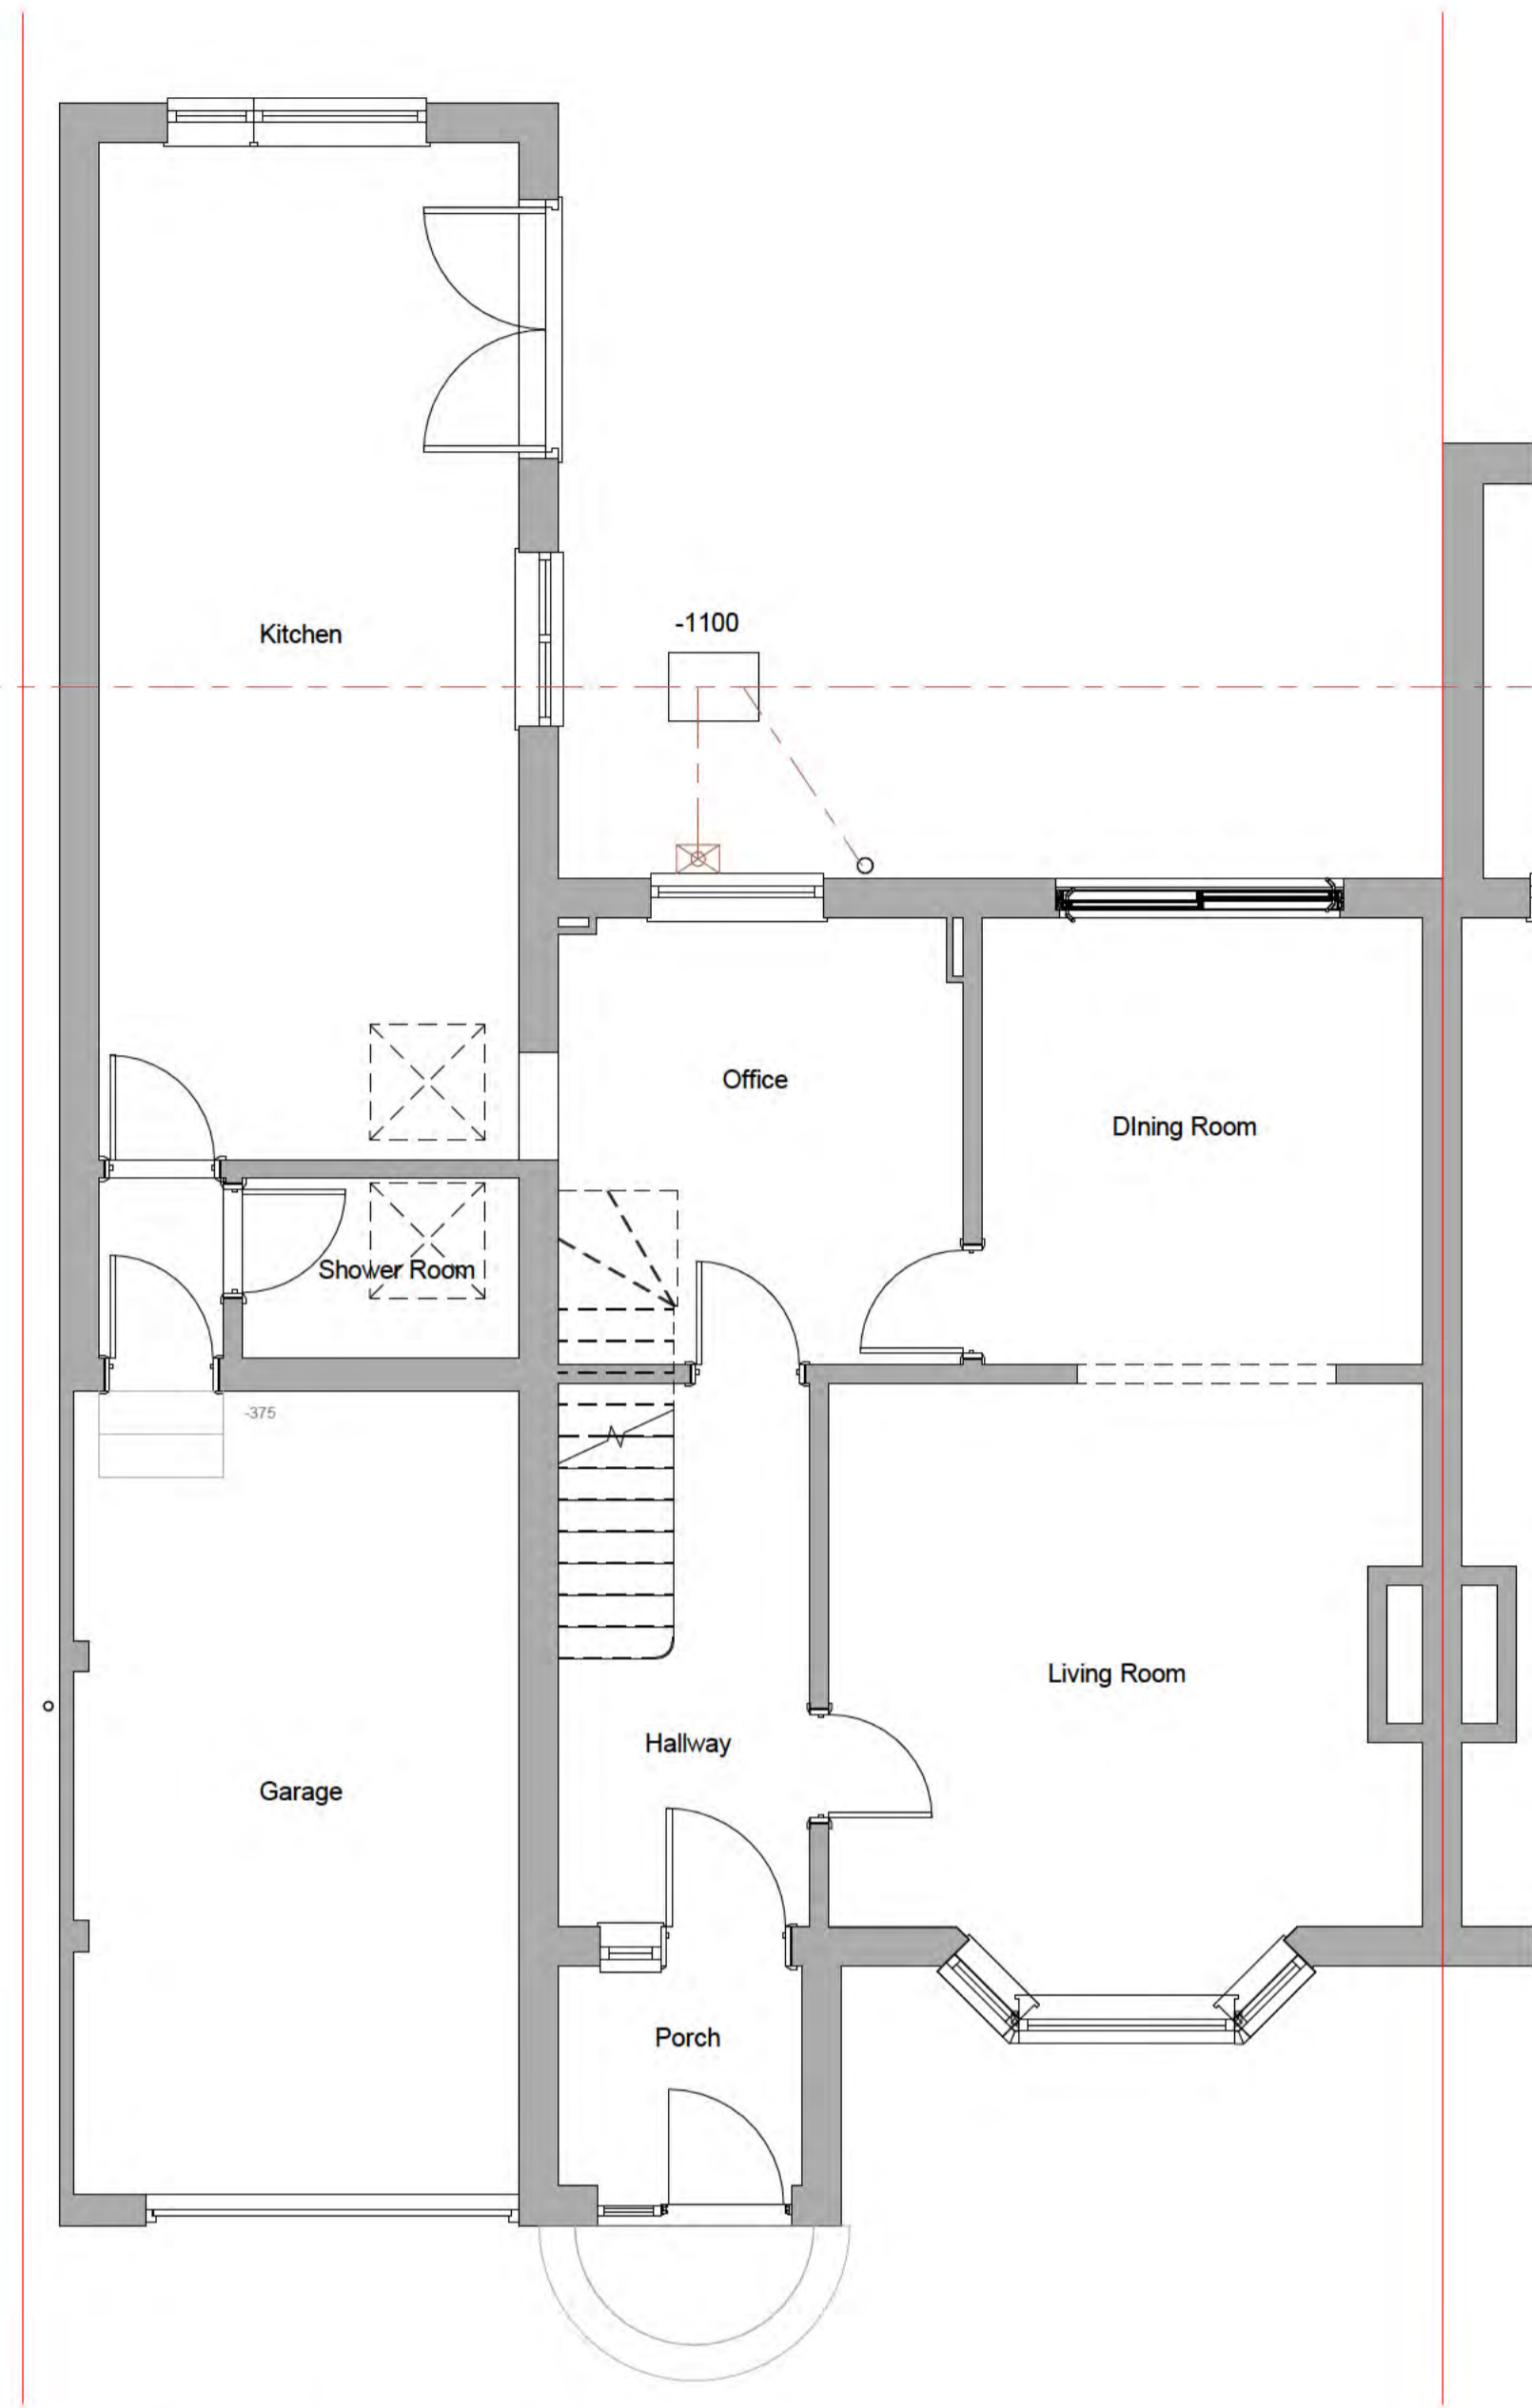 Kitchen
-1100
Office
DIning Room
Shower Room
-375
Living Room
Hallway
Garage
Porch